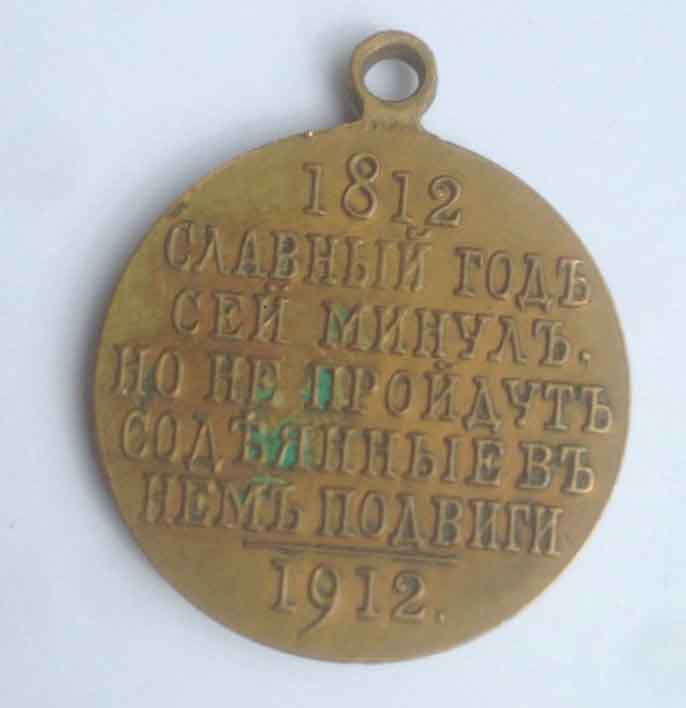 1812
СЛАВНЫЙ ГОДЪ
СЕЙ МИНУЛЪ.
НО НЕ ПРОЙДУТЪ
СОДѢЯННЫЕ ВЪ
НЕМЪ ПОДВИГИ
1912.